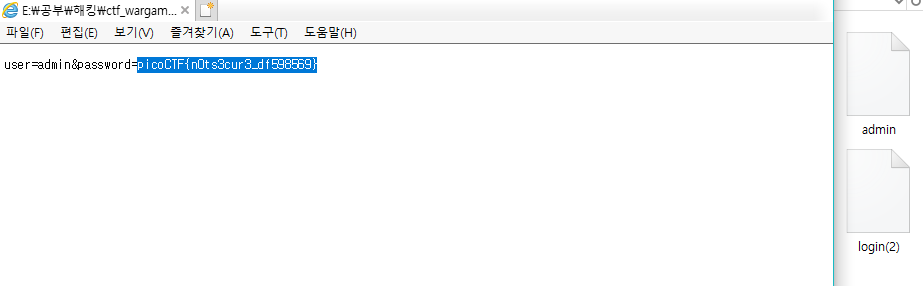 E:￦공부￦해킹￦ctf_wargam...
파일(F) 편집(E) 보기(V) 즐겨찾기(A) 도구(T) 도움말(H)
user=admin&password=picoCTF{n0ts3cur3_df598569}
admin
login(2)